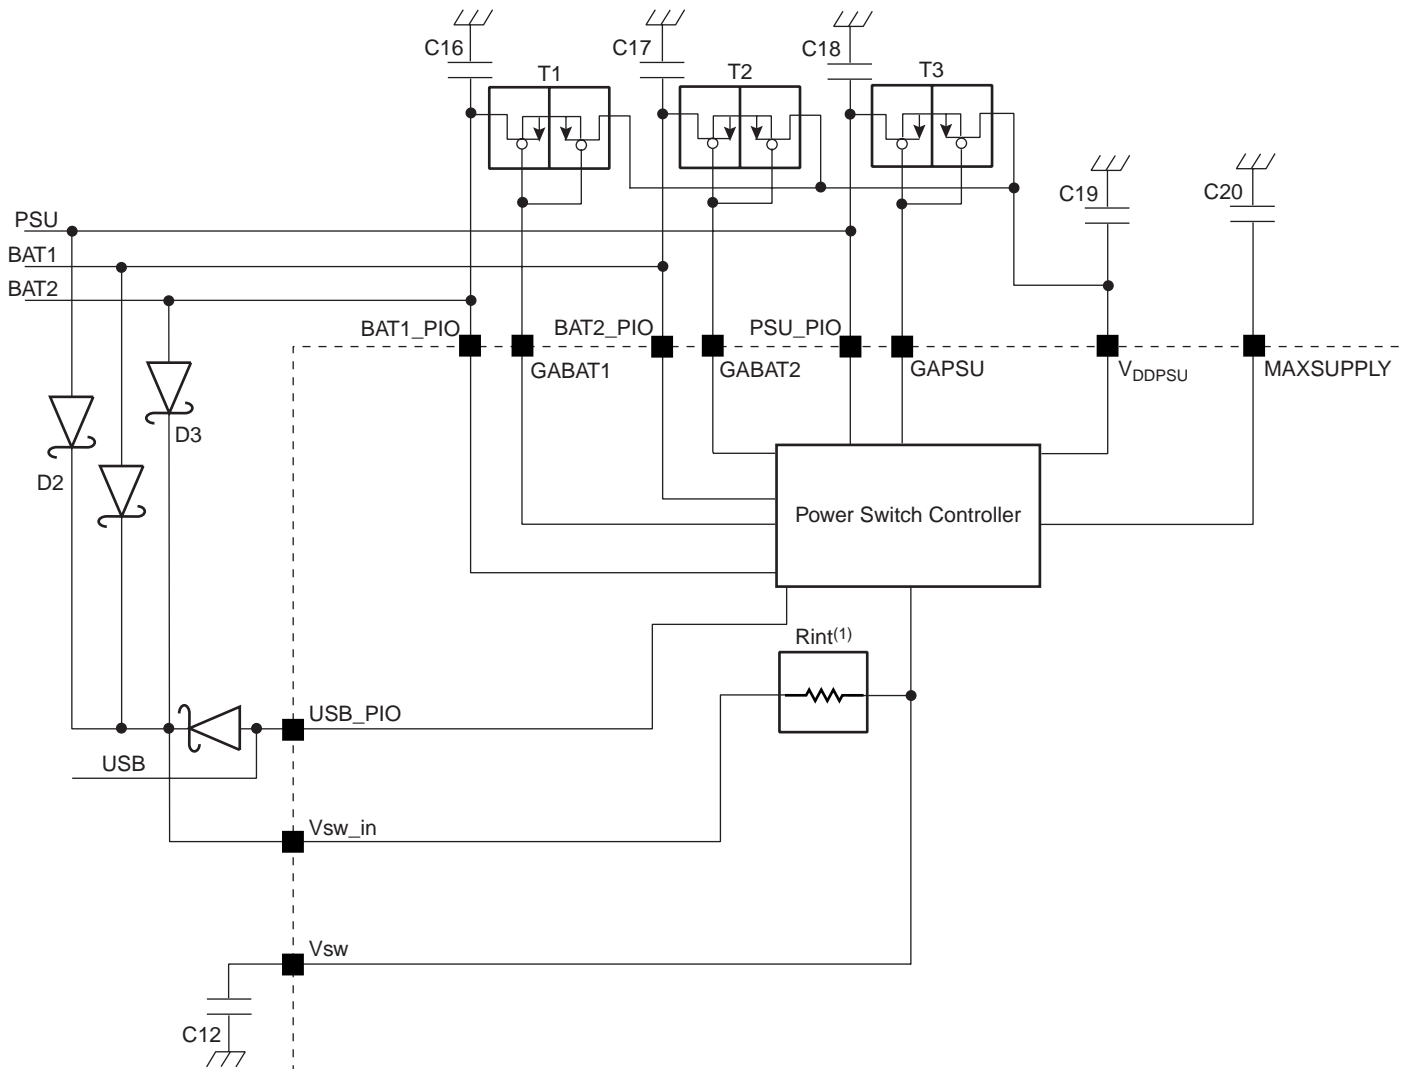 C16
C17
C18
T1
T2
T3
C19
C20
PSU
BAT1
BAT2
BAT1_PIO
BAT2_PIO
PSU_PIO
GABAT1
GABAT2
GAPSU
VDDPSU
MAXSUPPLY
D3
D2
Power Switch Controller
Rint(1)
USB_PIO
USB
Vsw_in
Vsw
C12